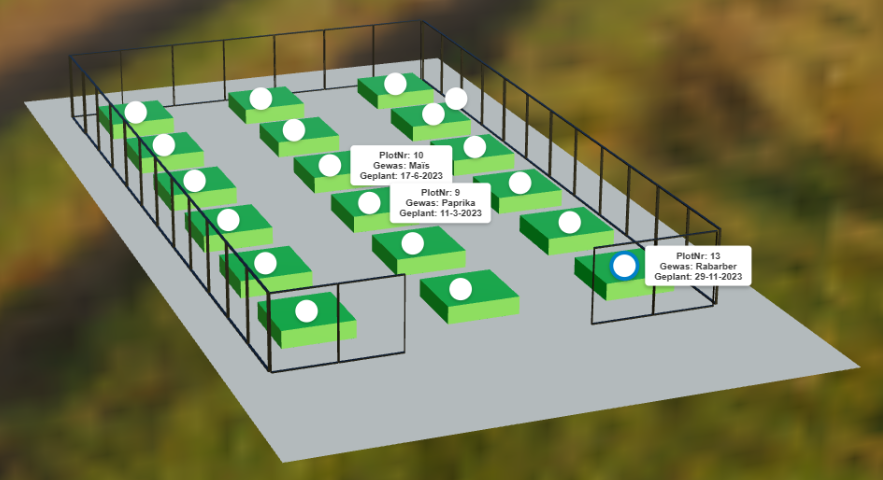 PlotNr: 10
Gewas: Maïs
Geplant: 17-6-2023
PlotNr: 9
Gewas: Paprika
Geplant: 11-3-2023
PlotNr: 13
Gewas: Rabarber
Geplant: 29-11-2023